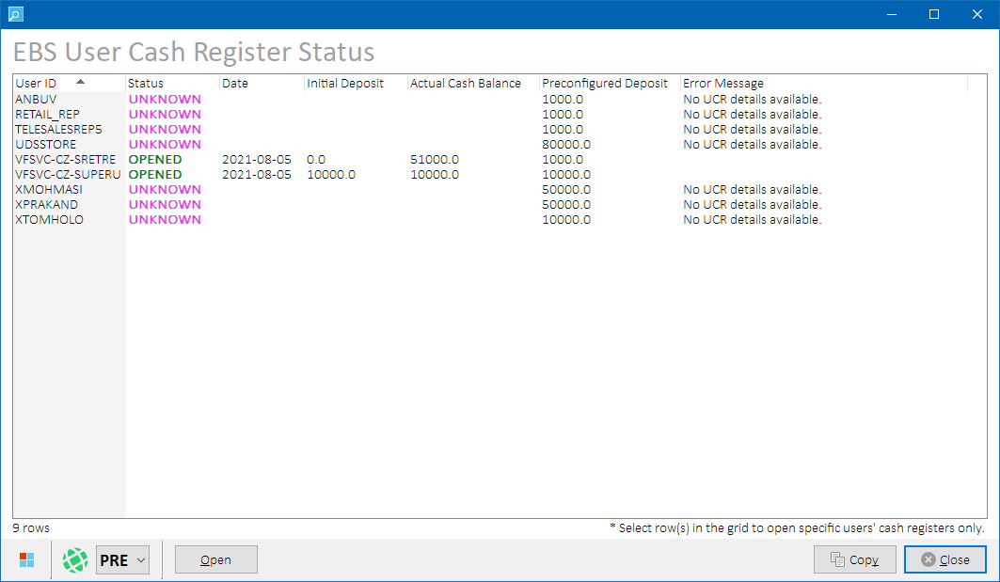 EBS User Cash Register Status
User ID Status Date Initial Deposit Actual Cash Balance Preconfigured Deposit Error Message
ANBUV UNKNOWN 1000.0 No UCR details available.
RETAIL_REP UNKNOWN 1000.0 No UCR details available.
TELESALESREPS UNKNOWN 1000.0 No UCR details available.
UDSSTORE UNKNOWN 80000.0 No UCR details available.
VFSVC-CZ-SRETRE OPENED 2021-08-05 0.0 51000.0 1000.0
VFSVC-CZ-SUPERU OPENED 2021-08-05 10000.0 10000.0 10000.0
XMOHMASI UNKNOWN 50000.0 No UCR details available.
XPRAKAND UNKNOWN 50000.0 No UCR details available.
XTOMHOLO UNKNOWN 10000.0 No UCR details available.
9 rows * Select row(s) in the grid to open specific users' cash registers only.
PRE Open Copy Close